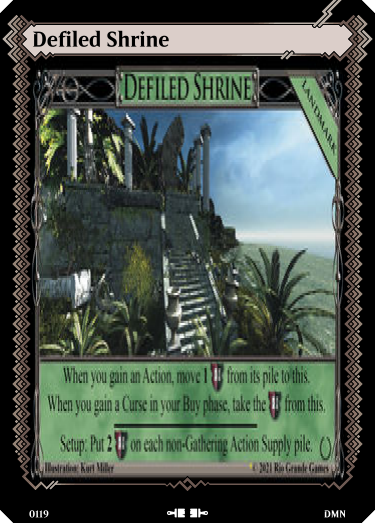 Defiled Shrine
DEFILED SHRINE
LANDMARK
When you gain an Action, move 1 from its pile to this.
When you gain a Curse in your Buy phase, take the from this.
Setup: Put 2 on each non-Gathering Action Supply pile.
Illustration: Kurt Miller © 2021 Rio Grande Games
0119 DMN